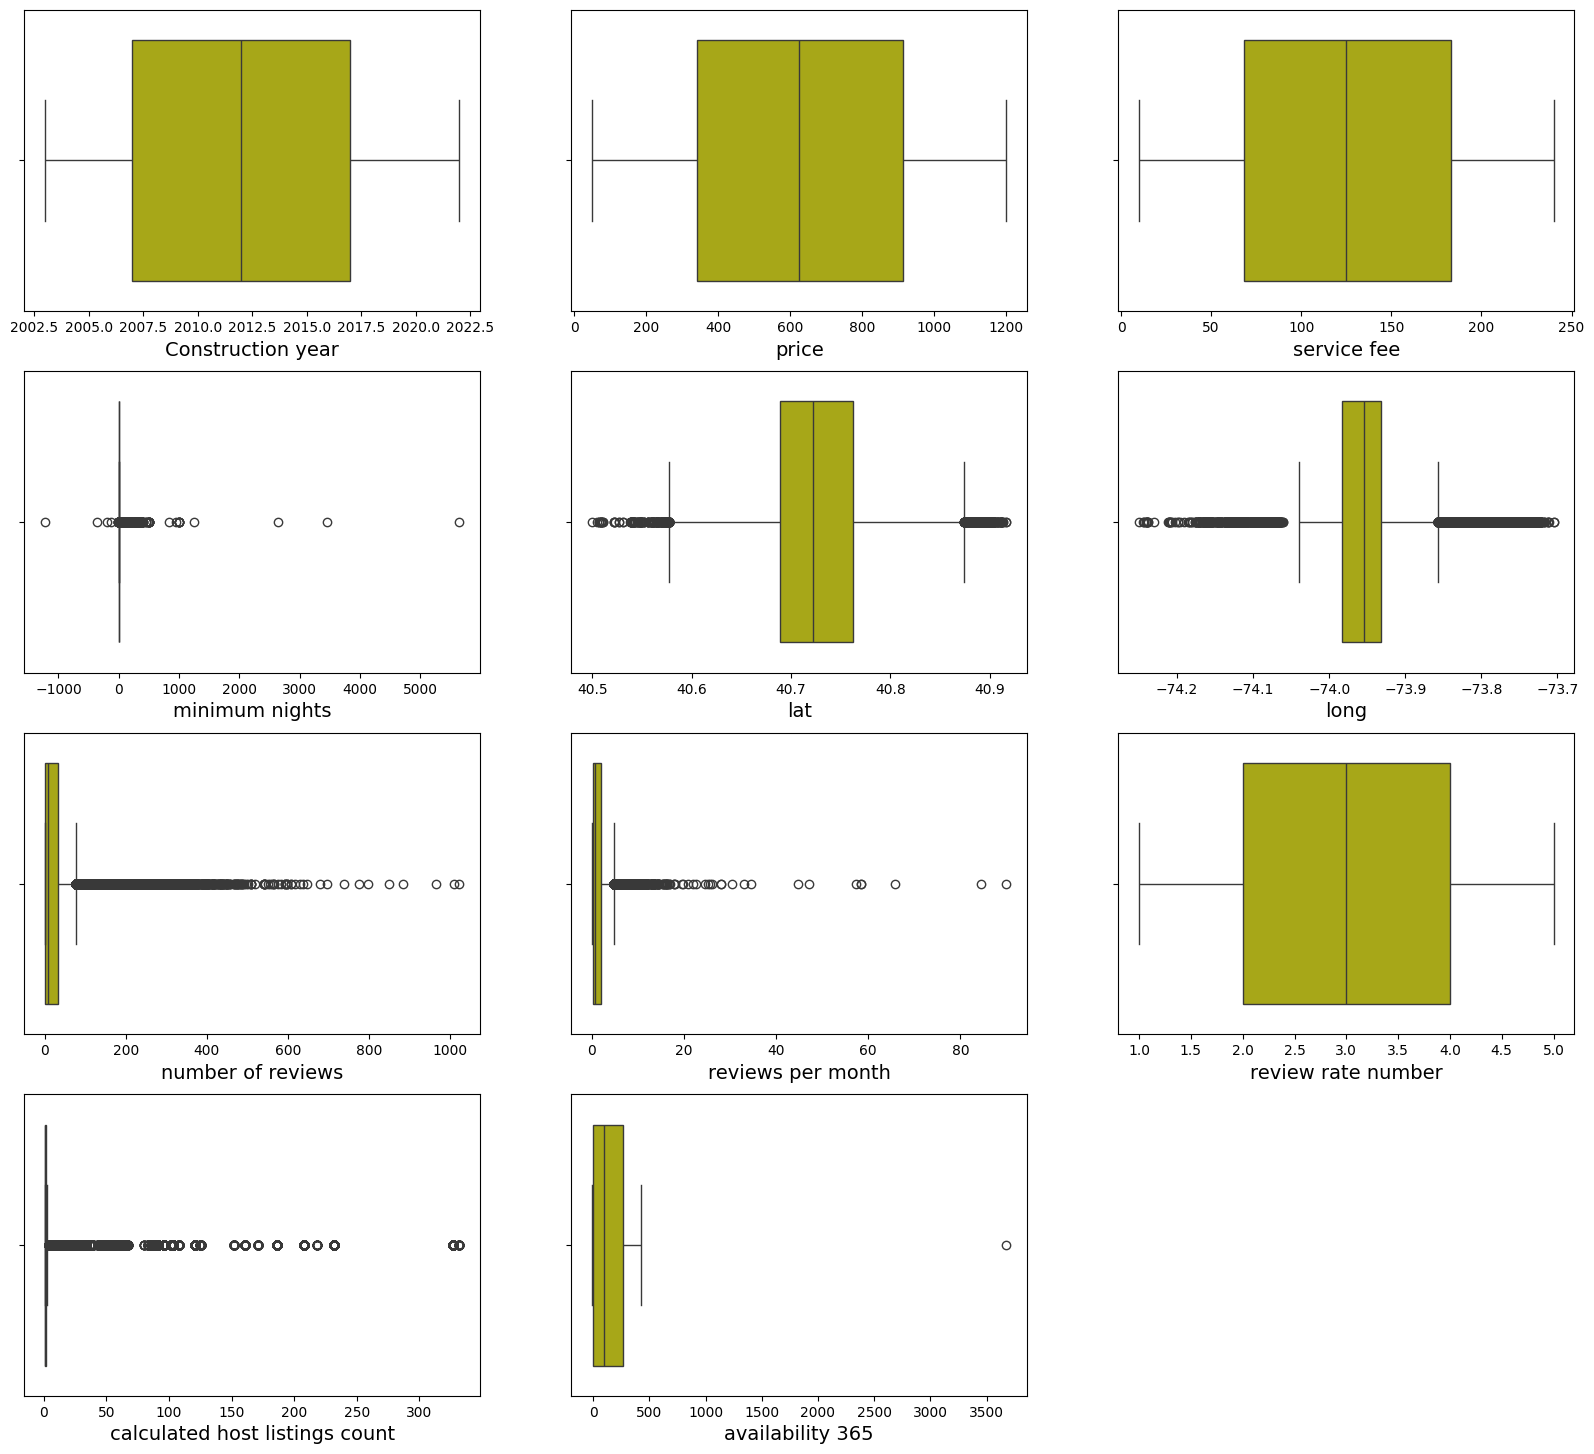 2002.5 2005.0 2007.5 2010.0 2012.5 2015.0 2017.5 2020.0 2022.5
Construction year
0 200 400 600 800 1000 1200
price
0 50 100 150 200 250
service fee
−1000 0 1000 2000 3000 4000 5000
minimum nights
40.5 40.6 40.7 40.8 40.9
lat
−74.2 −74.1 −74.0 −73.9 −73.8 −73.7
long
0 200 400 600 800 1000
number of reviews
0 20 40 60 80
reviews per month
1.0 1.5 2.0 2.5 3.0 3.5 4.0 4.5 5.0
review rate number
0 50 100 150 200 250 300
calculated host listings count
0 500 1000 1500 2000 2500 3000 3500
availability 365